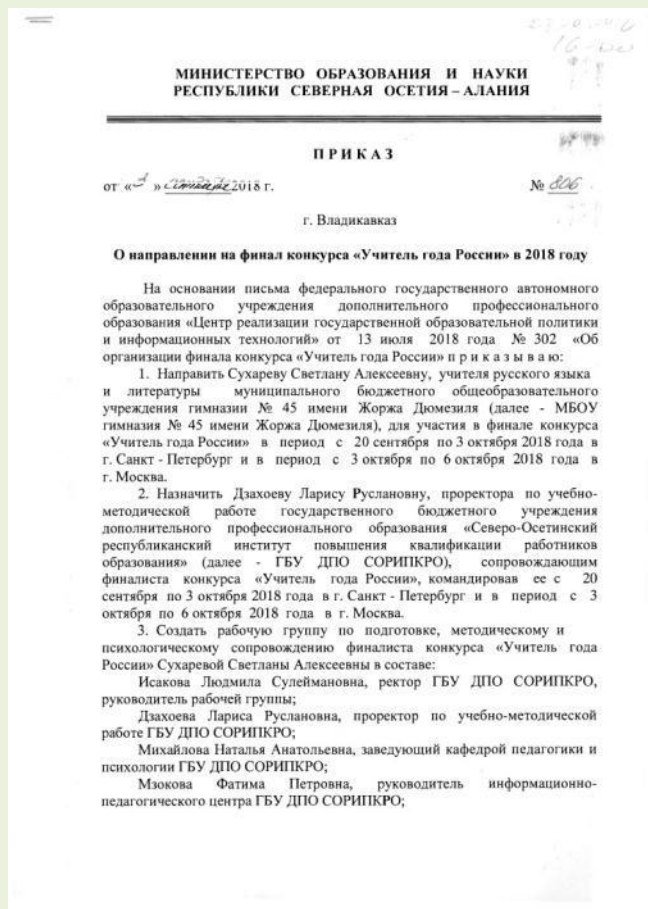 МИНИСТЕРСТВО ОБРАЗОВАНИЯ И НАУКИ
РЕСПУБЛИКИ СЕВЕРНАЯ ОСЕТИЯ – АЛАНИЯ
ПРИКАЗ
от «3» сентября 2018 г. № 806
г. Владикавказ
О направлении на финал конкурса «Учитель года России» в 2018 году
На основании письма федерального государственного автономного
образовательного учреждения дополнительного профессионального
образования «Центр реализации государственной образовательной политики
и информационных технологий» от 13 июля 2018 года № 302 «Об
организации финала конкурса «Учитель года России» п р и к а з ы в а ю:
1. Направить Сухареву Светлану Алексеевну, учителя русского языка
и литературы муниципального бюджетного общеобразовательного
учреждения гимназии № 45 имени Жоржа Дюмезиля (далее - МБОУ
гимназия № 45 имени Жоржа Дюмезиля), для участия в финале конкурса
«Учитель года России» в период с 20 сентября по 3 октября 2018 года в
г. Санкт - Петербург и в период с 3 октября по 6 октября 2018 года в
г. Москва.
2. Назначить Дзахоеву Ларису Руслановну, проректора по учебно-
методической работе государственного бюджетного учреждения
дополнительного профессионального образования «Северо-Осетинский
республиканский институт повышения квалификации работников
образования» (далее - ГБУ ДПО СОРИПКРО), сопровождающим
финалиста конкурса «Учитель года России», командировав ее с 20
сентября по 3 октября 2018 года в г. Санкт - Петербург и в период с 3
октября по 6 октября 2018 года в г. Москва.
3. Создать рабочую группу по подготовке, методическому и
психологическому сопровождению финалиста конкурса «Учитель года
России» Сухаревой Светланы Алексеевны в составе:
Исакова Людмила Сулеймановна, ректор ГБУ ДПО СОРИПКРО,
руководитель рабочей группы;
Дзахоева Лариса Руслановна, проректор по учебно-методической
работе ГБУ ДПО СОРИПКРО;
Михайлова Наталья Анатольевна, заведующий кафедрой педагогики и
психологии ГБУ ДПО СОРИПКРО;
Мзокова Фатима Петровна, руководитель информационно-
педагогического центра ГБУ ДПО СОРИПКРО;